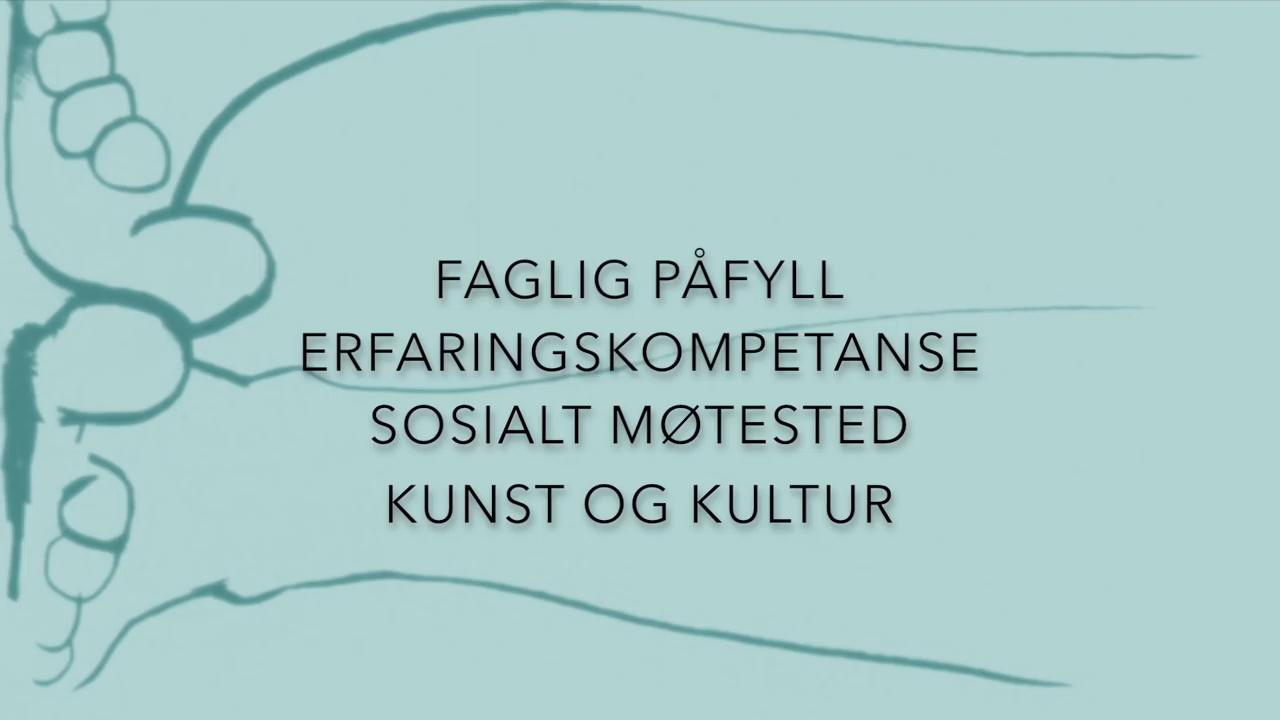 FAGLIG PÅFYLL
ERFARINGSKOMPETANSE
SOSIALT MØTESTED
KUNST OG KULTUR